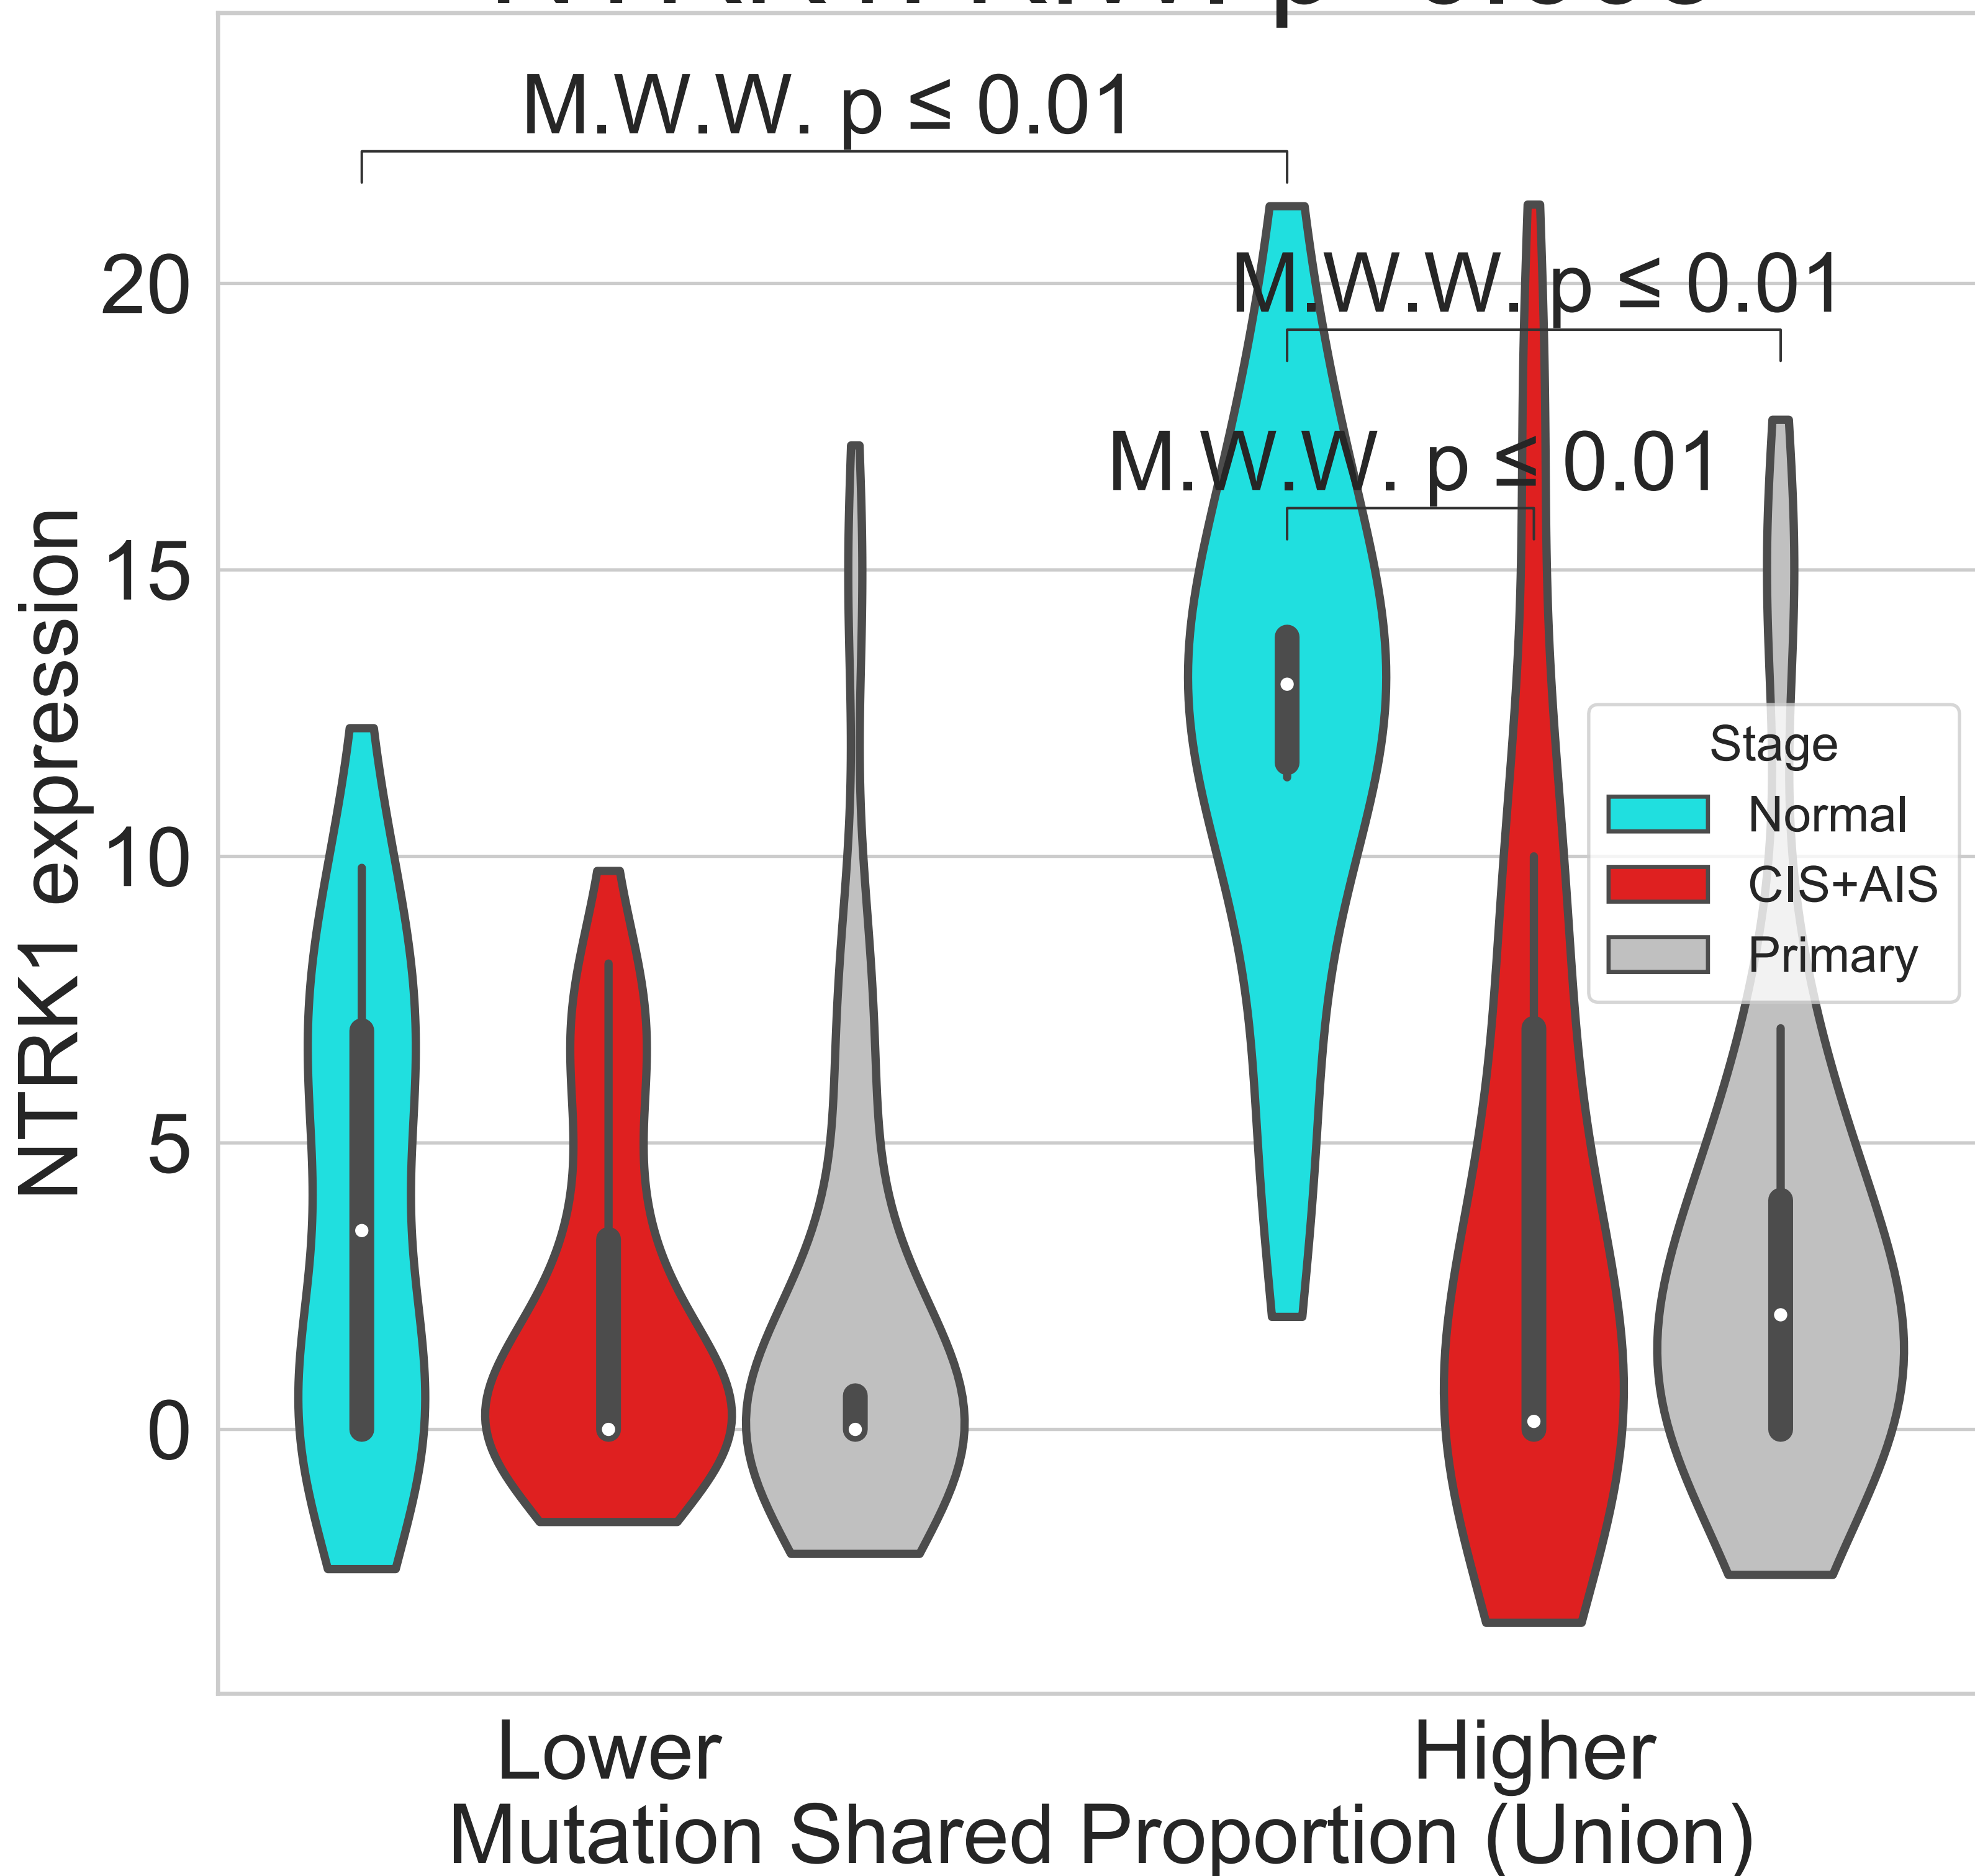 M.W.W. p ≤ 0.01
M.W.W. p ≤ 0.01
M.W.W. p ≤ 0.01
20
15
10
5
0
NTRK1 expression
Stage
Normal
CIS+AIS
Primary
Lower
Higher
Mutation Shared Proportion (Union)